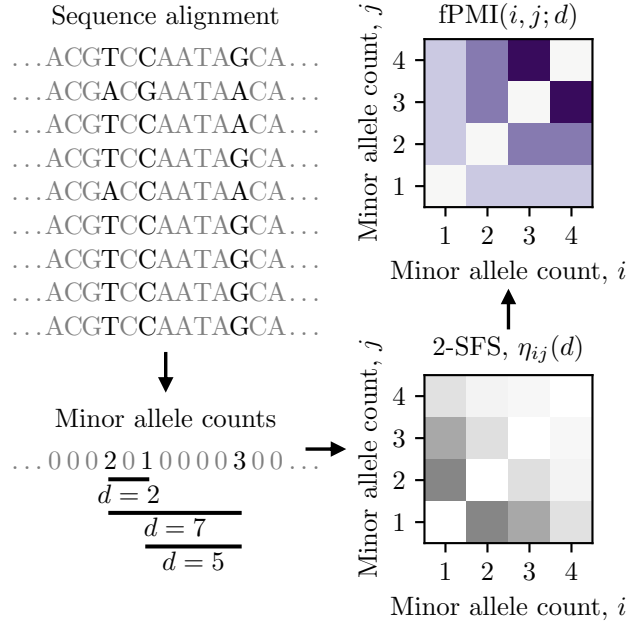 Sequence alignment
...ACGTCCAATAGCA...
...ACGACGAATAACA...
...ACGTCCAATAACA...
...ACGTCCAATAGCA...
...ACGACCAATAACA...
...ACGTCCAATAGCA...
...ACGTCCAATAGCA...
...ACGTCCAATAGCA...
...ACGTCCAATAGCA...
Minor allele counts
...0002010000300...
d = 2
d = 7
d = 5
fPMI(i, j; d)
Minor allele count, j
4
3
2
1
1 2 3 4
Minor allele count, i
2-SFS, η_ij(d)
Minor allele count, j
4
3
2
1
1 2 3 4
Minor allele count, i